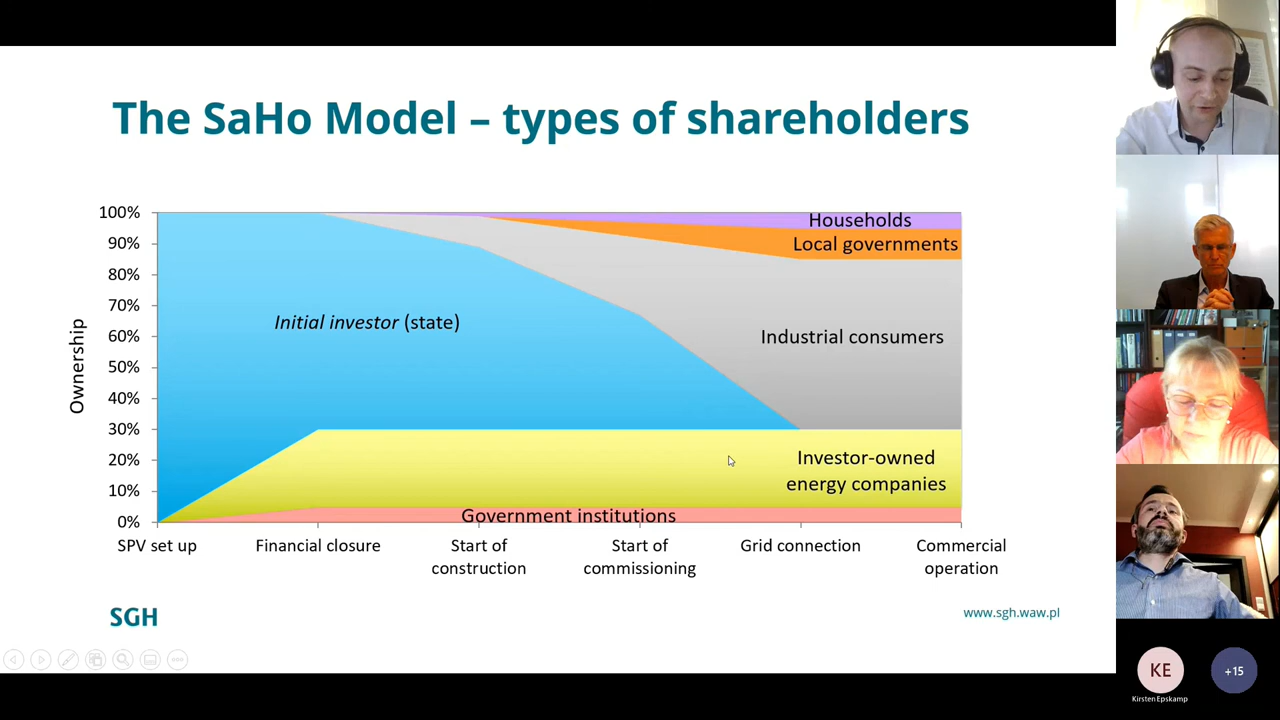 The SaHo Model – types of shareholders
100%
90%
80%
70%
60%
50%
40%
30%
20%
10%
0%
Ownership
Households
Local governments
Initial investor (state)
Industrial consumers
Investor-owned
energy companies
Government institutions
SPV set up
Financial closure
Start of
construction
Start of
commissioning
Grid connection
Commercial
operation
SGH
www.sgh.waw.pl
KE
Kirsten Epskamp
+15